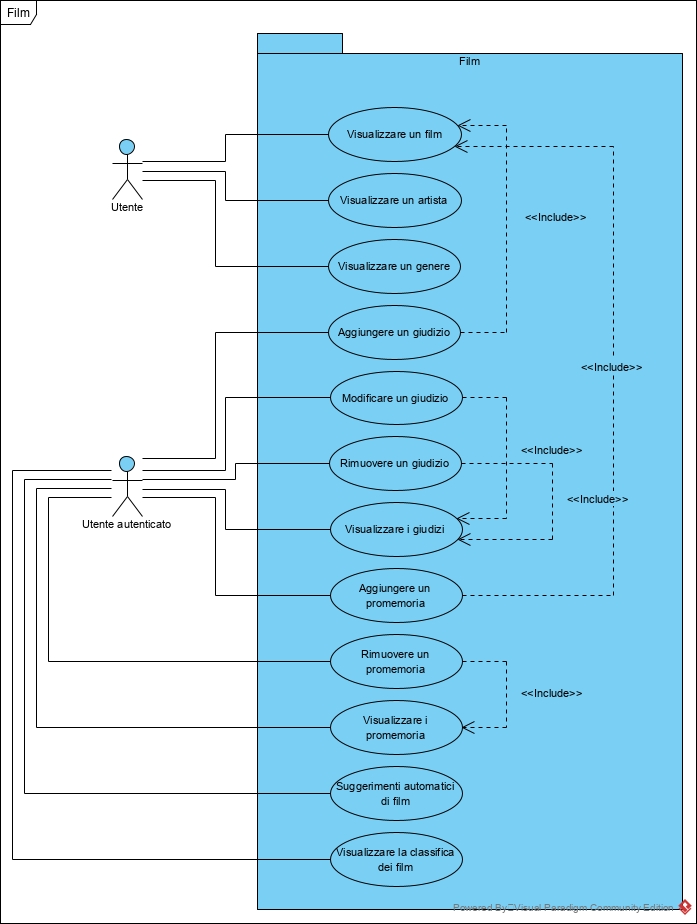 Film
Film
Visualizzare un film
Visualizzare un artista
Utente
<<Include>>
Visualizzare un genere
Aggiungere un giudizio
<<Include>>
Modificare un giudizio
<<Include>>
Rimuovere un giudizio
<<Include>>
Utente autenticato
Visualizzare i giudizi
Aggiungere un
promemoria
Rimuovere un
promemoria
<<Include>>
Visualizzare i
promemoria
Suggerimenti automatici
di film
Visualizzare la classifica
dei film
Powered By Visual Paradigm Community Edition